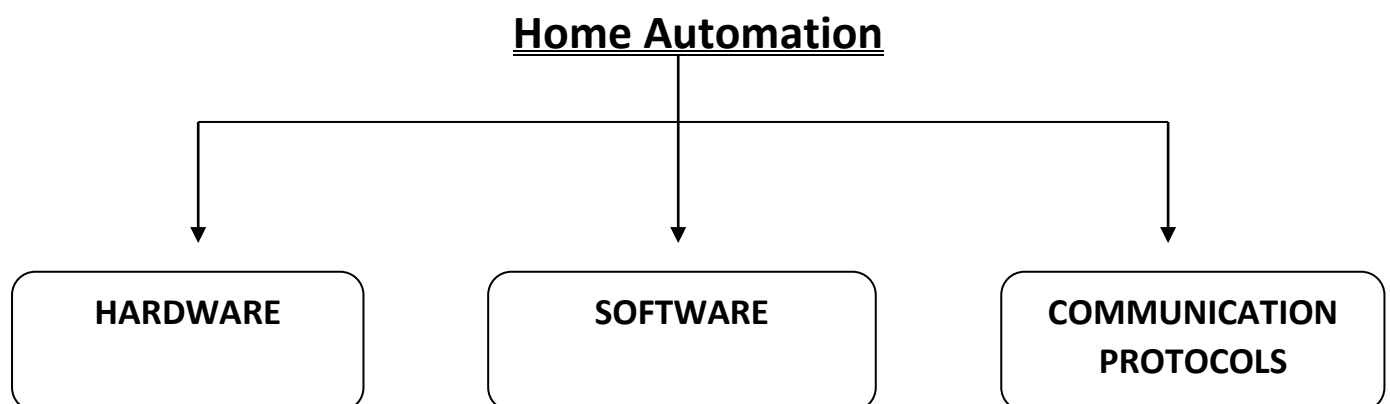 Home Automation
HARDWARE
SOFTWARE
COMMUNICATION
PROTOCOLS